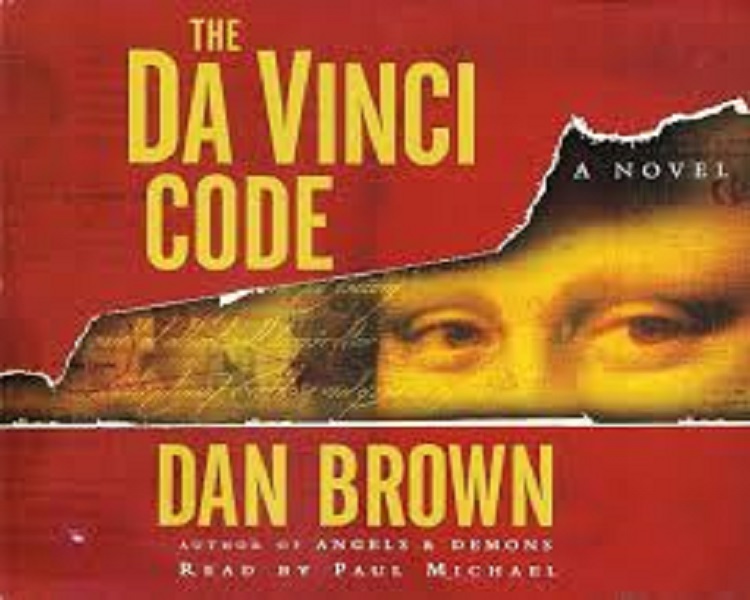 THE
DA VINCI
CODE
A NOVEL
DAN BROWN
AUTHOR OF ANGELS & DEMONS
READ BY PAUL MICHAEL